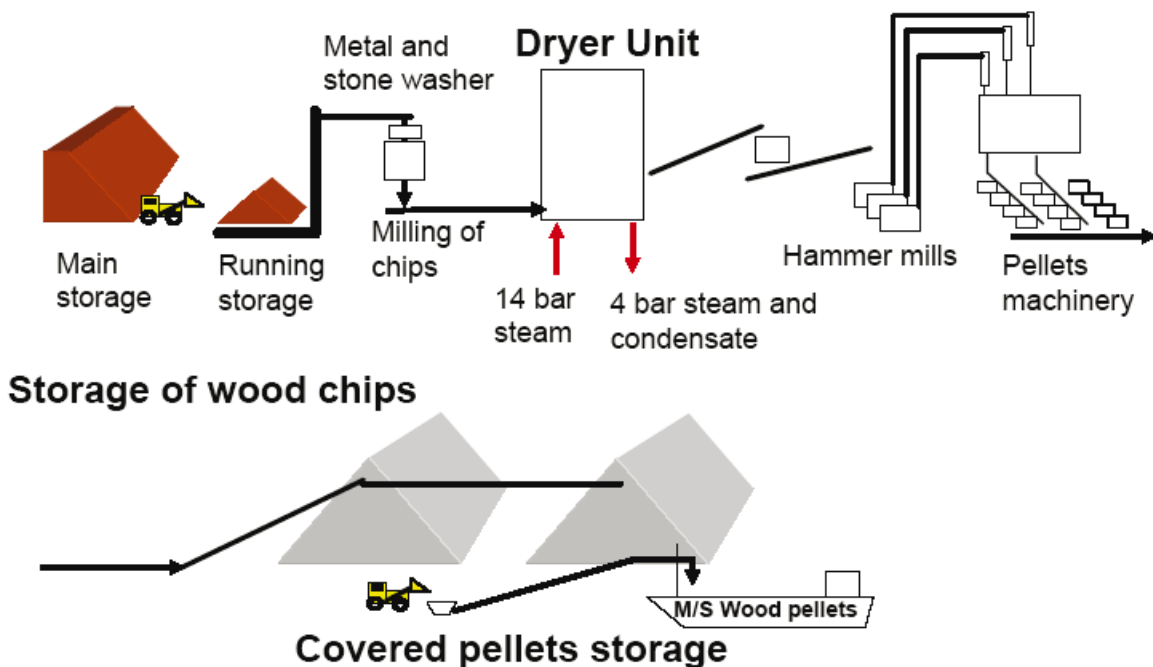 Metal and
stone washer
Dryer Unit
Main
storage
Running
storage
Milling of
chips
14 bar
steam
4 bar steam and
condensate
Hammer mills
Pellets
machinery
Storage of wood chips
M/S Wood pellets
Covered pellets storage